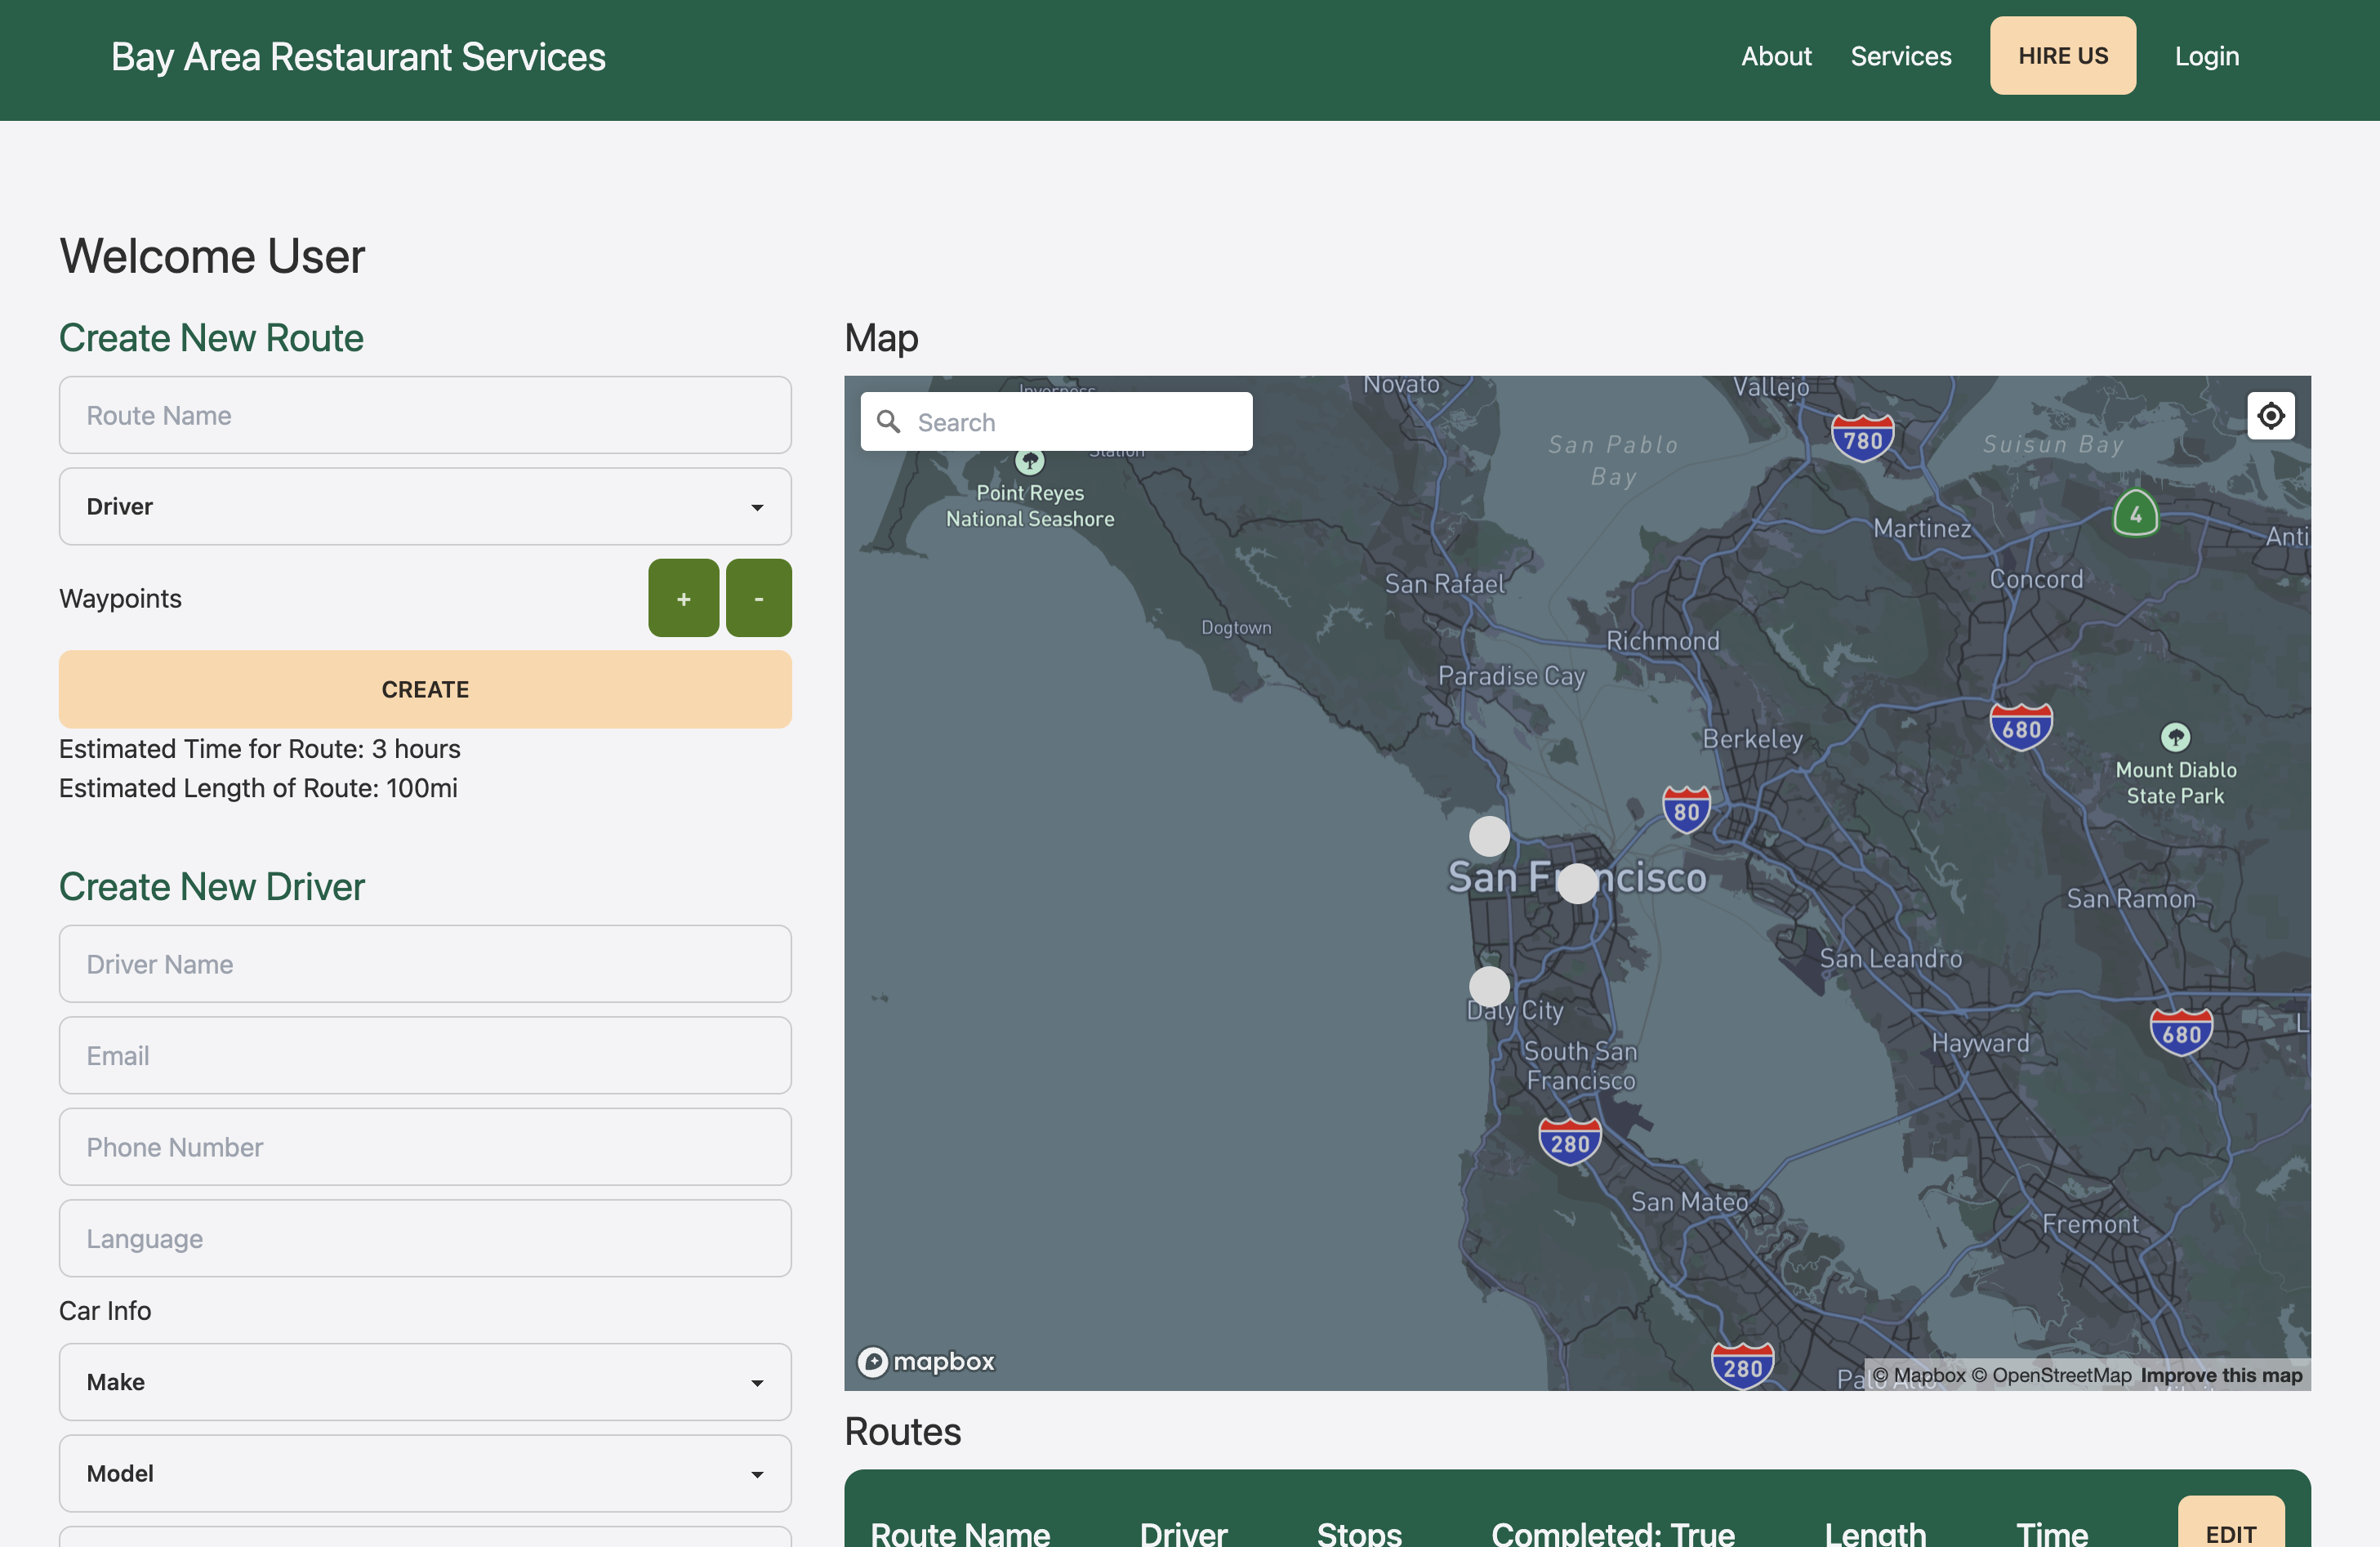 Bay Area Restaurant Services
About
Services
HIRE US
Login
Welcome User
Create New Route
Route Name
Driver
Waypoints
+
-
CREATE
Estimated Time for Route: 3 hours
Estimated Length of Route: 100mi
Create New Driver
Driver Name
Email
Phone Number
Language
Car Info
Make
Model
Map
Search
Inverness
Station
Novato
Vallejo
780
San Pablo
Bay
Suisun Bay
Point Reyes
National Seashore
4
Martinez
Anti
Concord
San Rafael
Dogtown
Richmond
Paradise Cay
680
Berkeley
Mount Diablo
State Park
80
San Francisco
San Ramon
San Leandro
Daly City
680
L
Hayward
South San
Francisco
280
San Mateo
Fremont
280
Palo Alto
mapbox
© Mapbox © OpenStreetMap Improve this map
Routes
Route Name
Driver
Stops
Completed: True
Length
Time
EDIT